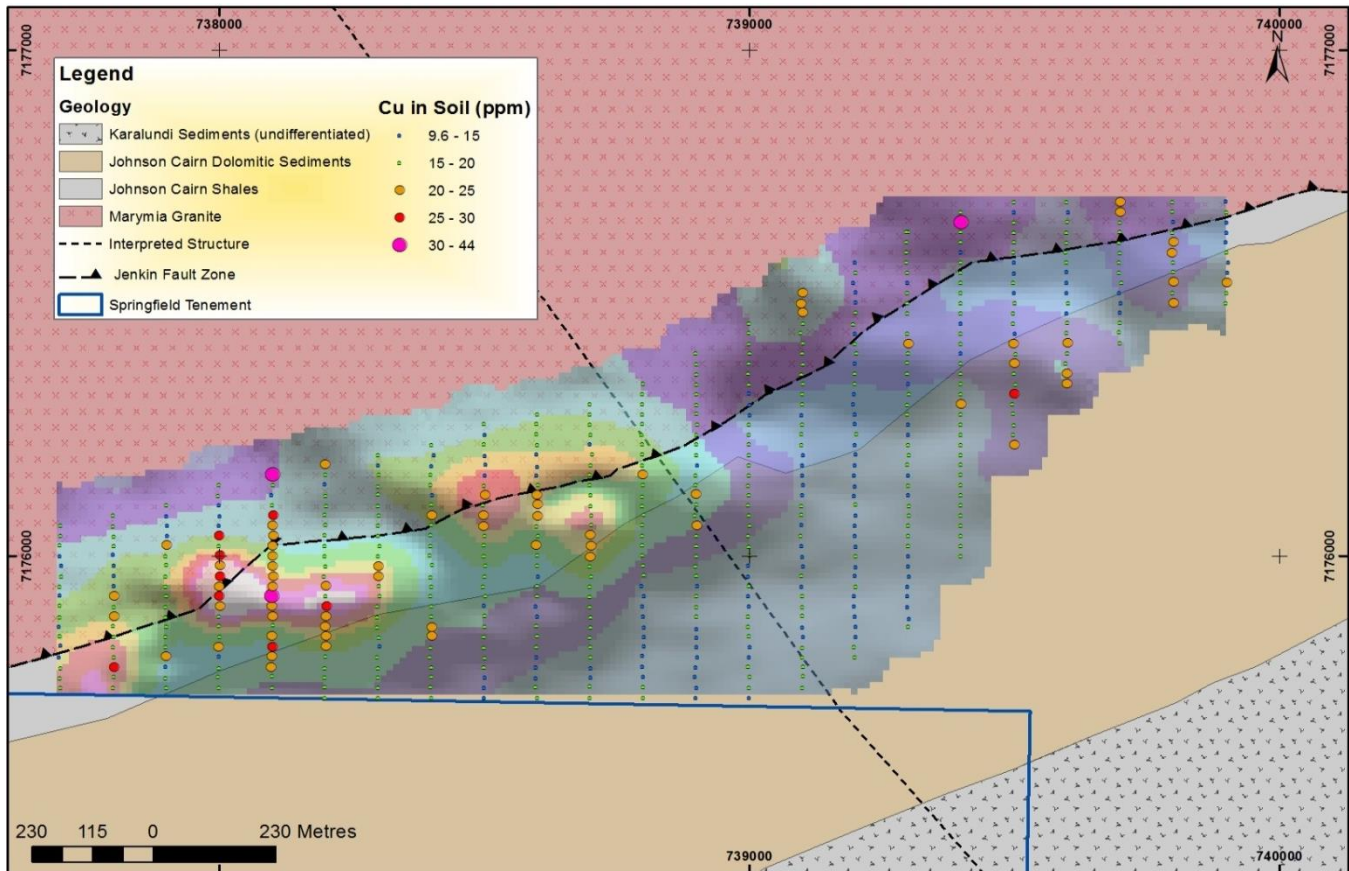 738000
739000
740000
7177000
7177000
N
Legend
Geology
Cu in Soil (ppm)
Karalundi Sediments (undifferentiated)
9.6 - 15
Johnson Cairn Dolomitic Sediments
15 - 20
Johnson Cairn Shales
20 - 25
Marymia Granite
25 - 30
Interpreted Structure
30 - 44
Jenkin Fault Zone
Springfield Tenement
7176000
7176000
230 115 0 230 Metres
739000
740000